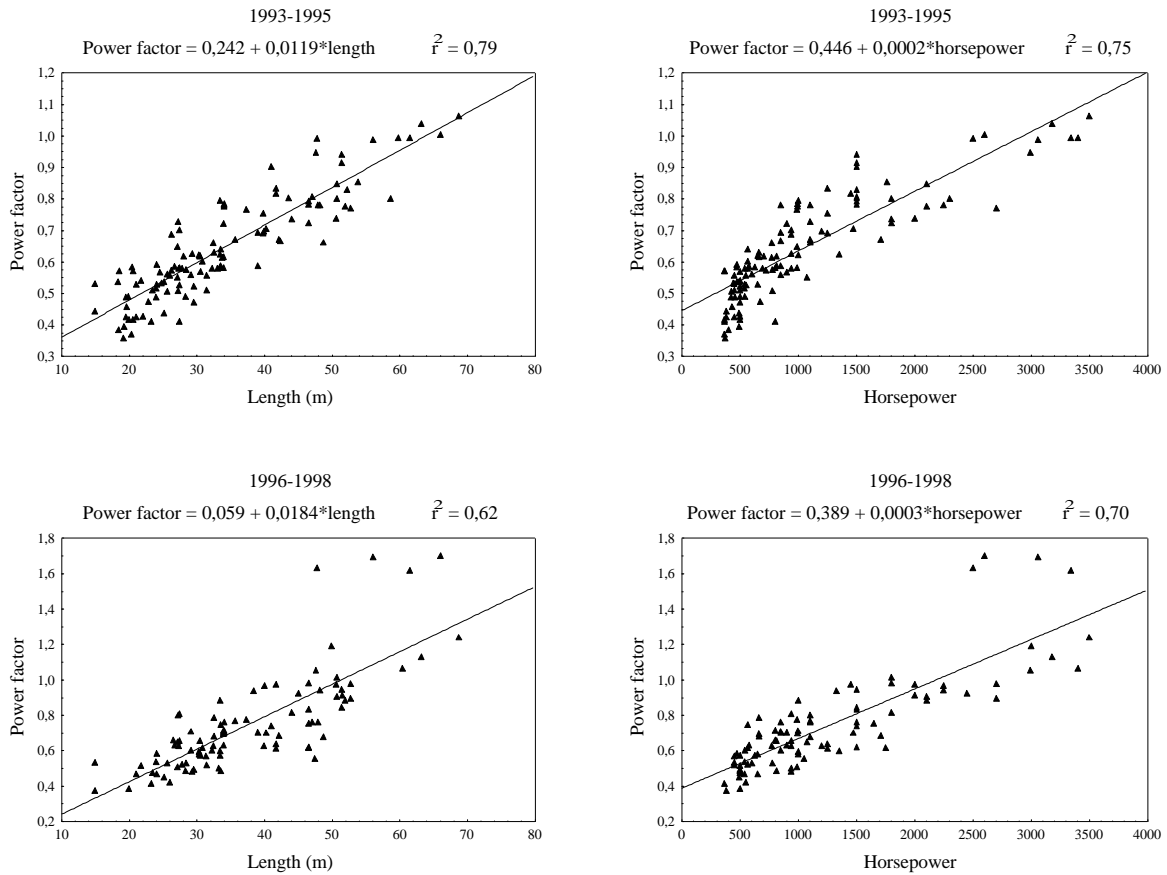 1993-1995
Power factor = 0,242 + 0,0119*length r² = 0,79
Power factor
1,2
1,1
1,0
0,9
0,8
0,7
0,6
0,5
0,4
0,3
10 20 30 40 50 60 70 80
Length (m)
1993-1995
Power factor = 0,446 + 0,0002*horsepower r² = 0,75
Power factor
1,2
1,1
1,0
0,9
0,8
0,7
0,6
0,5
0,4
0,3
0 500 1000 1500 2000 2500 3000 3500 4000
Horsepower
1996-1998
Power factor = 0,059 + 0,0184*length r² = 0,62
Power factor
1,8
1,6
1,4
1,2
1,0
0,8
0,6
0,4
0,2
10 20 30 40 50 60 70 80
Length (m)
1996-1998
Power factor = 0,389 + 0,0003*horsepower r² = 0,70
Power factor
1,8
1,6
1,4
1,2
1,0
0,8
0,6
0,4
0,2
0 500 1000 1500 2000 2500 3000 3500 4000
Horsepower